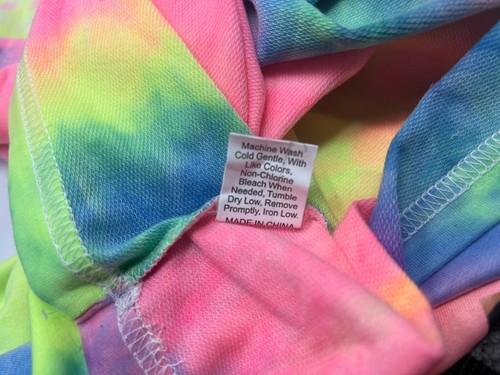 Machine Wash
Cold Gentle, With
Like Colors,
Non-Chlorine
Bleach When
Needed, Tumble
Dry Low, Remove
Promptly, Iron Low.
MADE IN CHINA